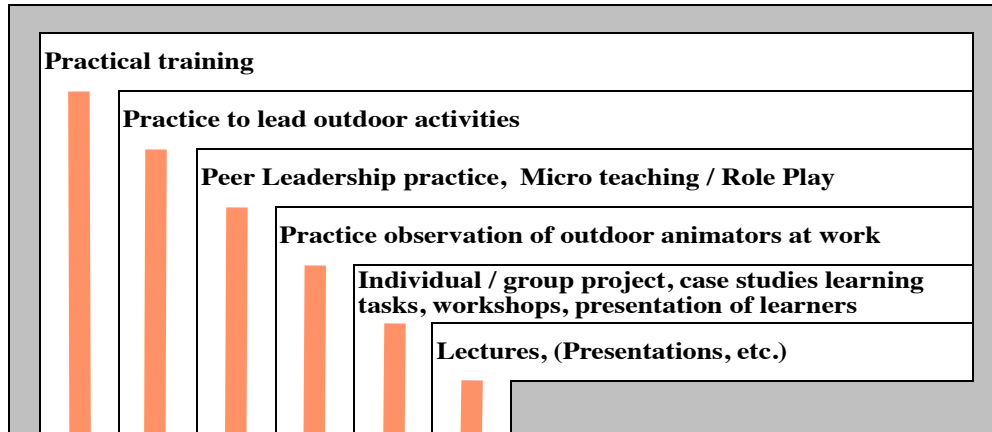 Practical training
Practice to lead outdoor activities
Peer Leadership practice,  Micro teaching / Role Play
Practice observation of outdoor animators at work
Individual / group project, case studies learning
tasks, workshops, presentation of learners
Lectures, (Presentations, etc.)